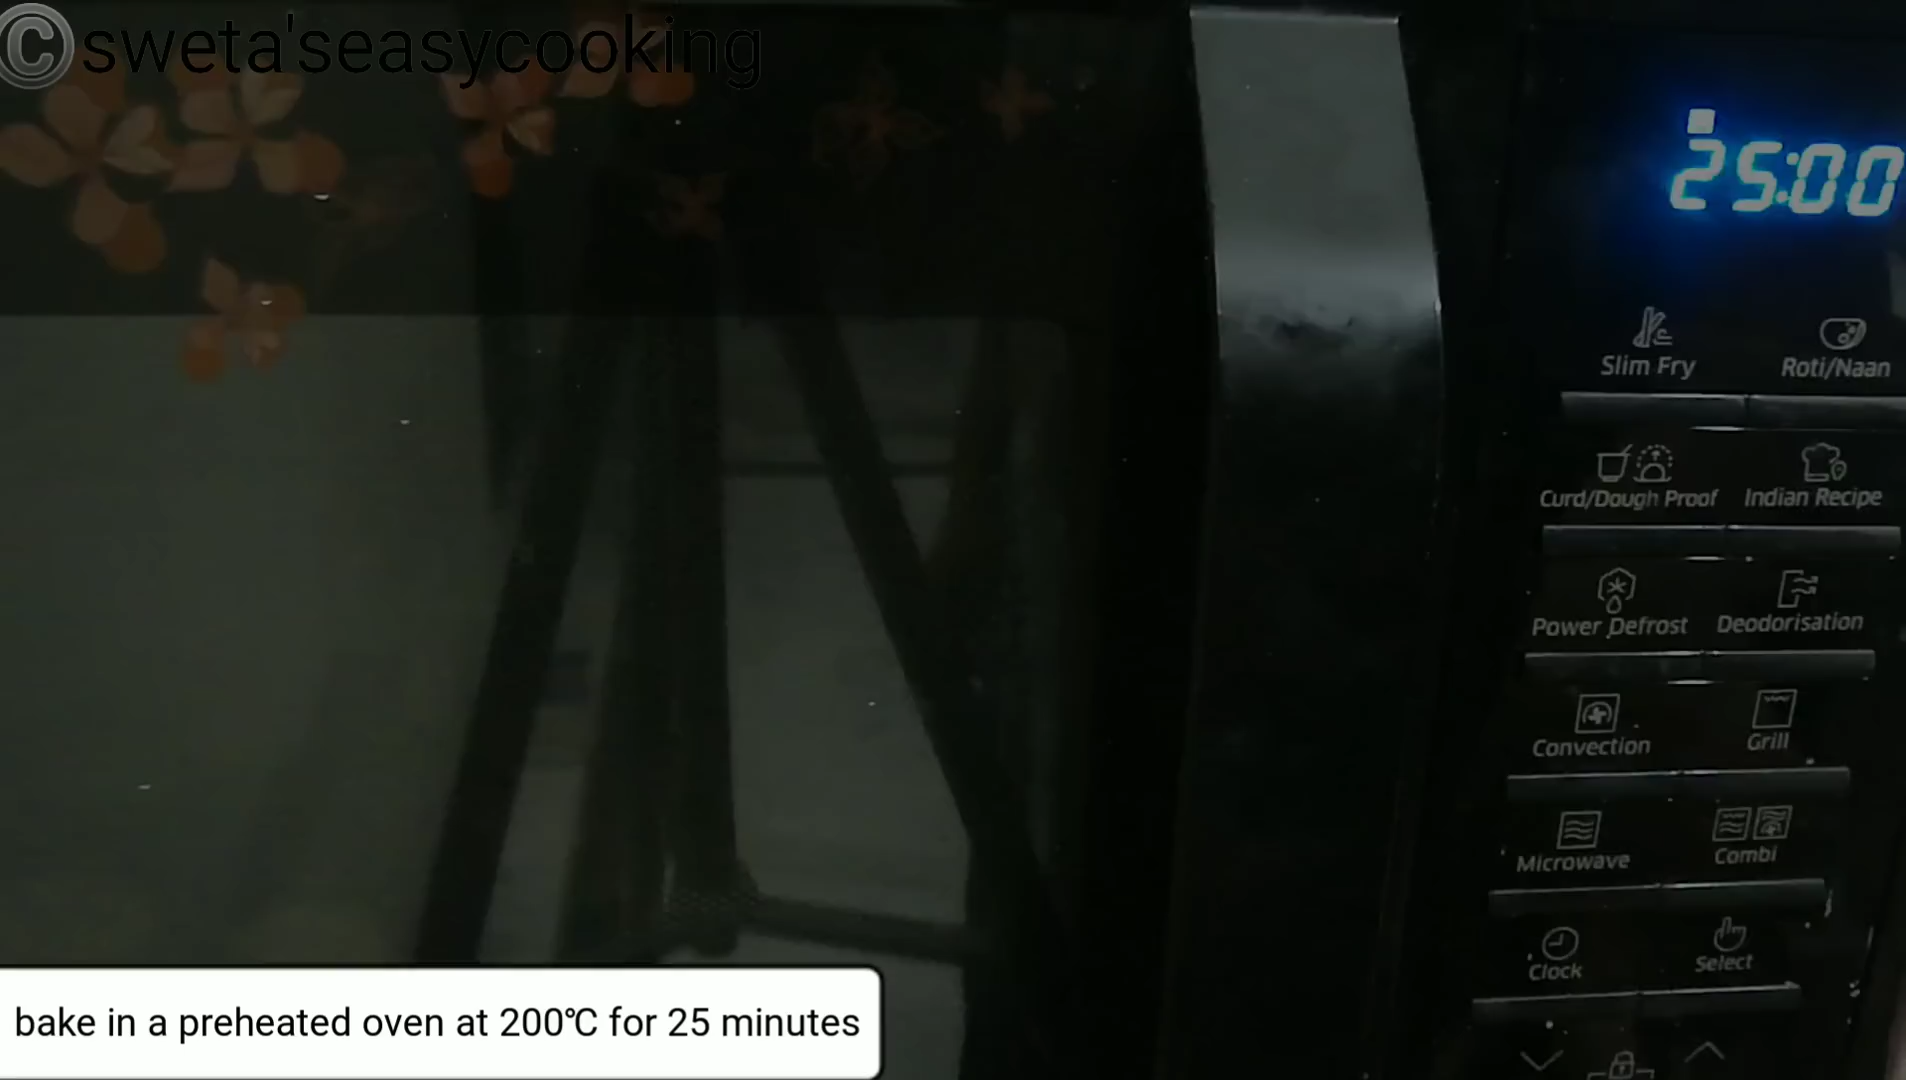 ©sweta'seasycooking
25:00
Slim Fry Roti/Naan
Curd/Dough Proof Indian Recipe
Power Defrost Deodorisation
Convection Grill
Microwave Combi
Clock Select
bake in a preheated oven at 200℃ for 25 minutes